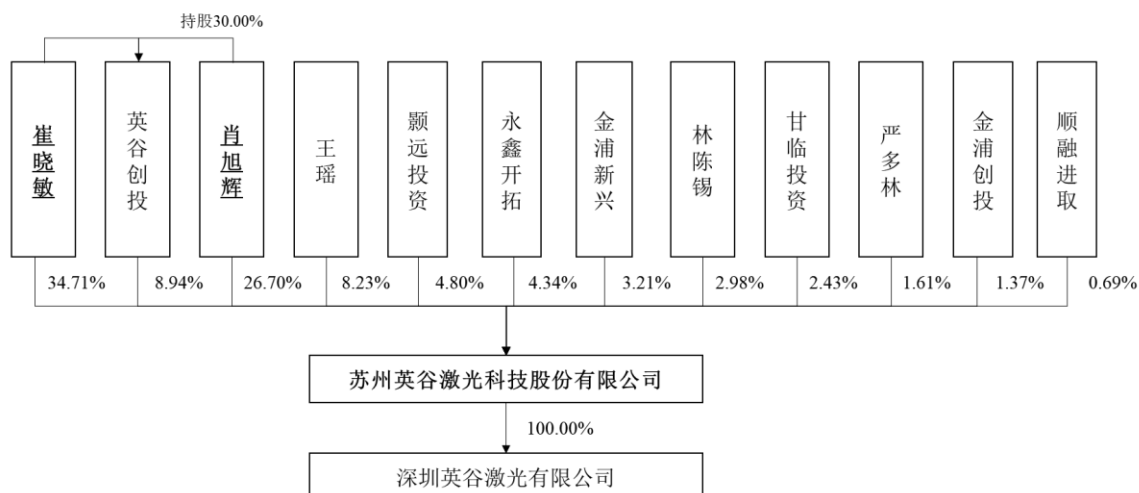 持股30.00%
崔晓敏
英谷创投
肖旭辉
王瑶
颢远投资
永鑫开拓
金浦新兴
林陈锡
甘临投资
严多林
金浦创投
顺融进取
34.71%
8.94%
26.70%
8.23%
4.80%
4.34%
3.21%
2.98%
2.43%
1.61%
1.37%
0.69%
苏州英谷激光科技股份有限公司
100.00%
深圳英谷激光有限公司